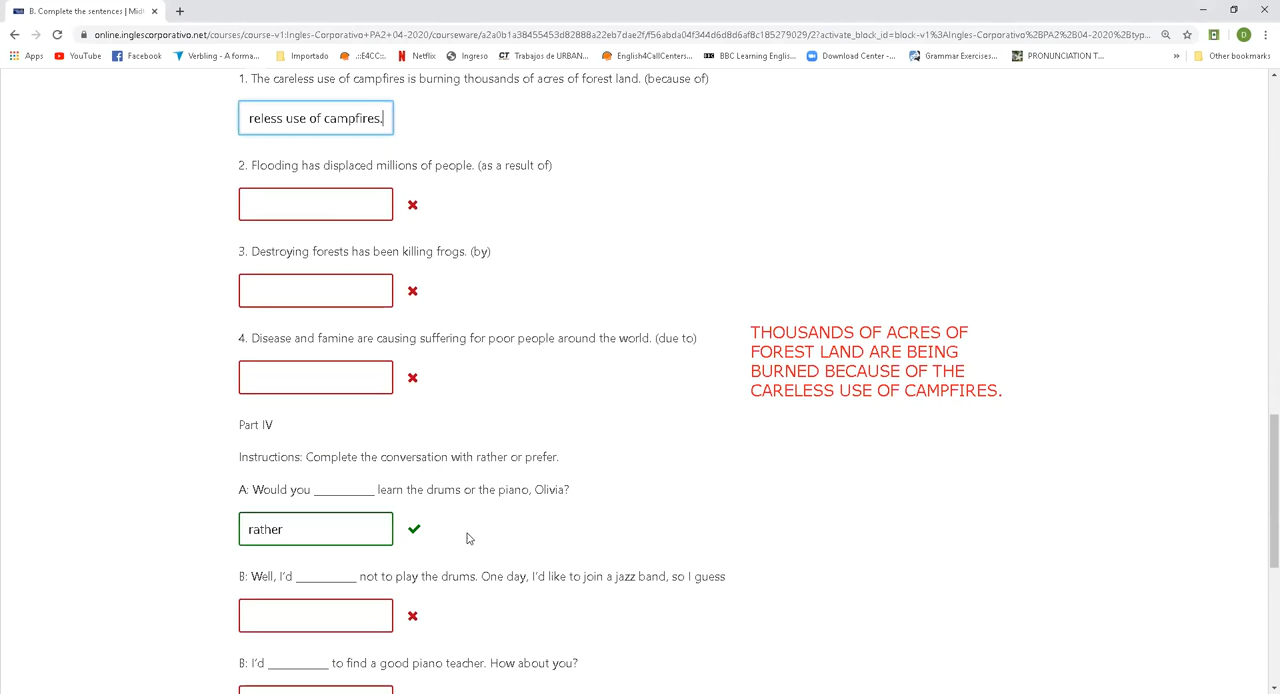 B. Complete the sentences | Midt
online.inglescorporativo.net/courses/course-v1:Ingles-Corporativo+PA2+04-2020/courseware/a2a0b1a38455453d82888a22eb7dae2f/f56abda04f344d6d8d6af8c185279029/2?activate_block_id=block-v1%3AIngles-Corporativo%2BPA2%2B04-2020%2Btyp...
D
Apps YouTube Facebook Verbling - A forma... Importado .::E4CC::. Netflix Ingreso Trabajos de URBAN... English4CallCenters... BBC Learning Engli... Download Center -... Grammar Exercises... PRONUNCIATION T... » Other bookmarks
1. The careless use of campfires is burning thousands of acres of forest land. (because of)
reless use of campfires.
2. Flooding has displaced millions of people. (as a result of)
3. Destroying forests has been killing frogs. (by)
4. Disease and famine are causing suffering for poor people around the world. (due to)
THOUSANDS OF ACRES OF
FOREST LAND ARE BEING
BURNED BECAUSE OF THE
CARELESS USE OF CAMPFIRES.
Part IV
Instructions: Complete the conversation with rather or prefer.
A: Would you __________ learn the drums or the piano, Olivia?
rather
B: Well, I'd __________ not to play the drums. One day, I'd like to join a jazz band, so I guess
B: I'd __________ to find a good piano teacher. How about you?